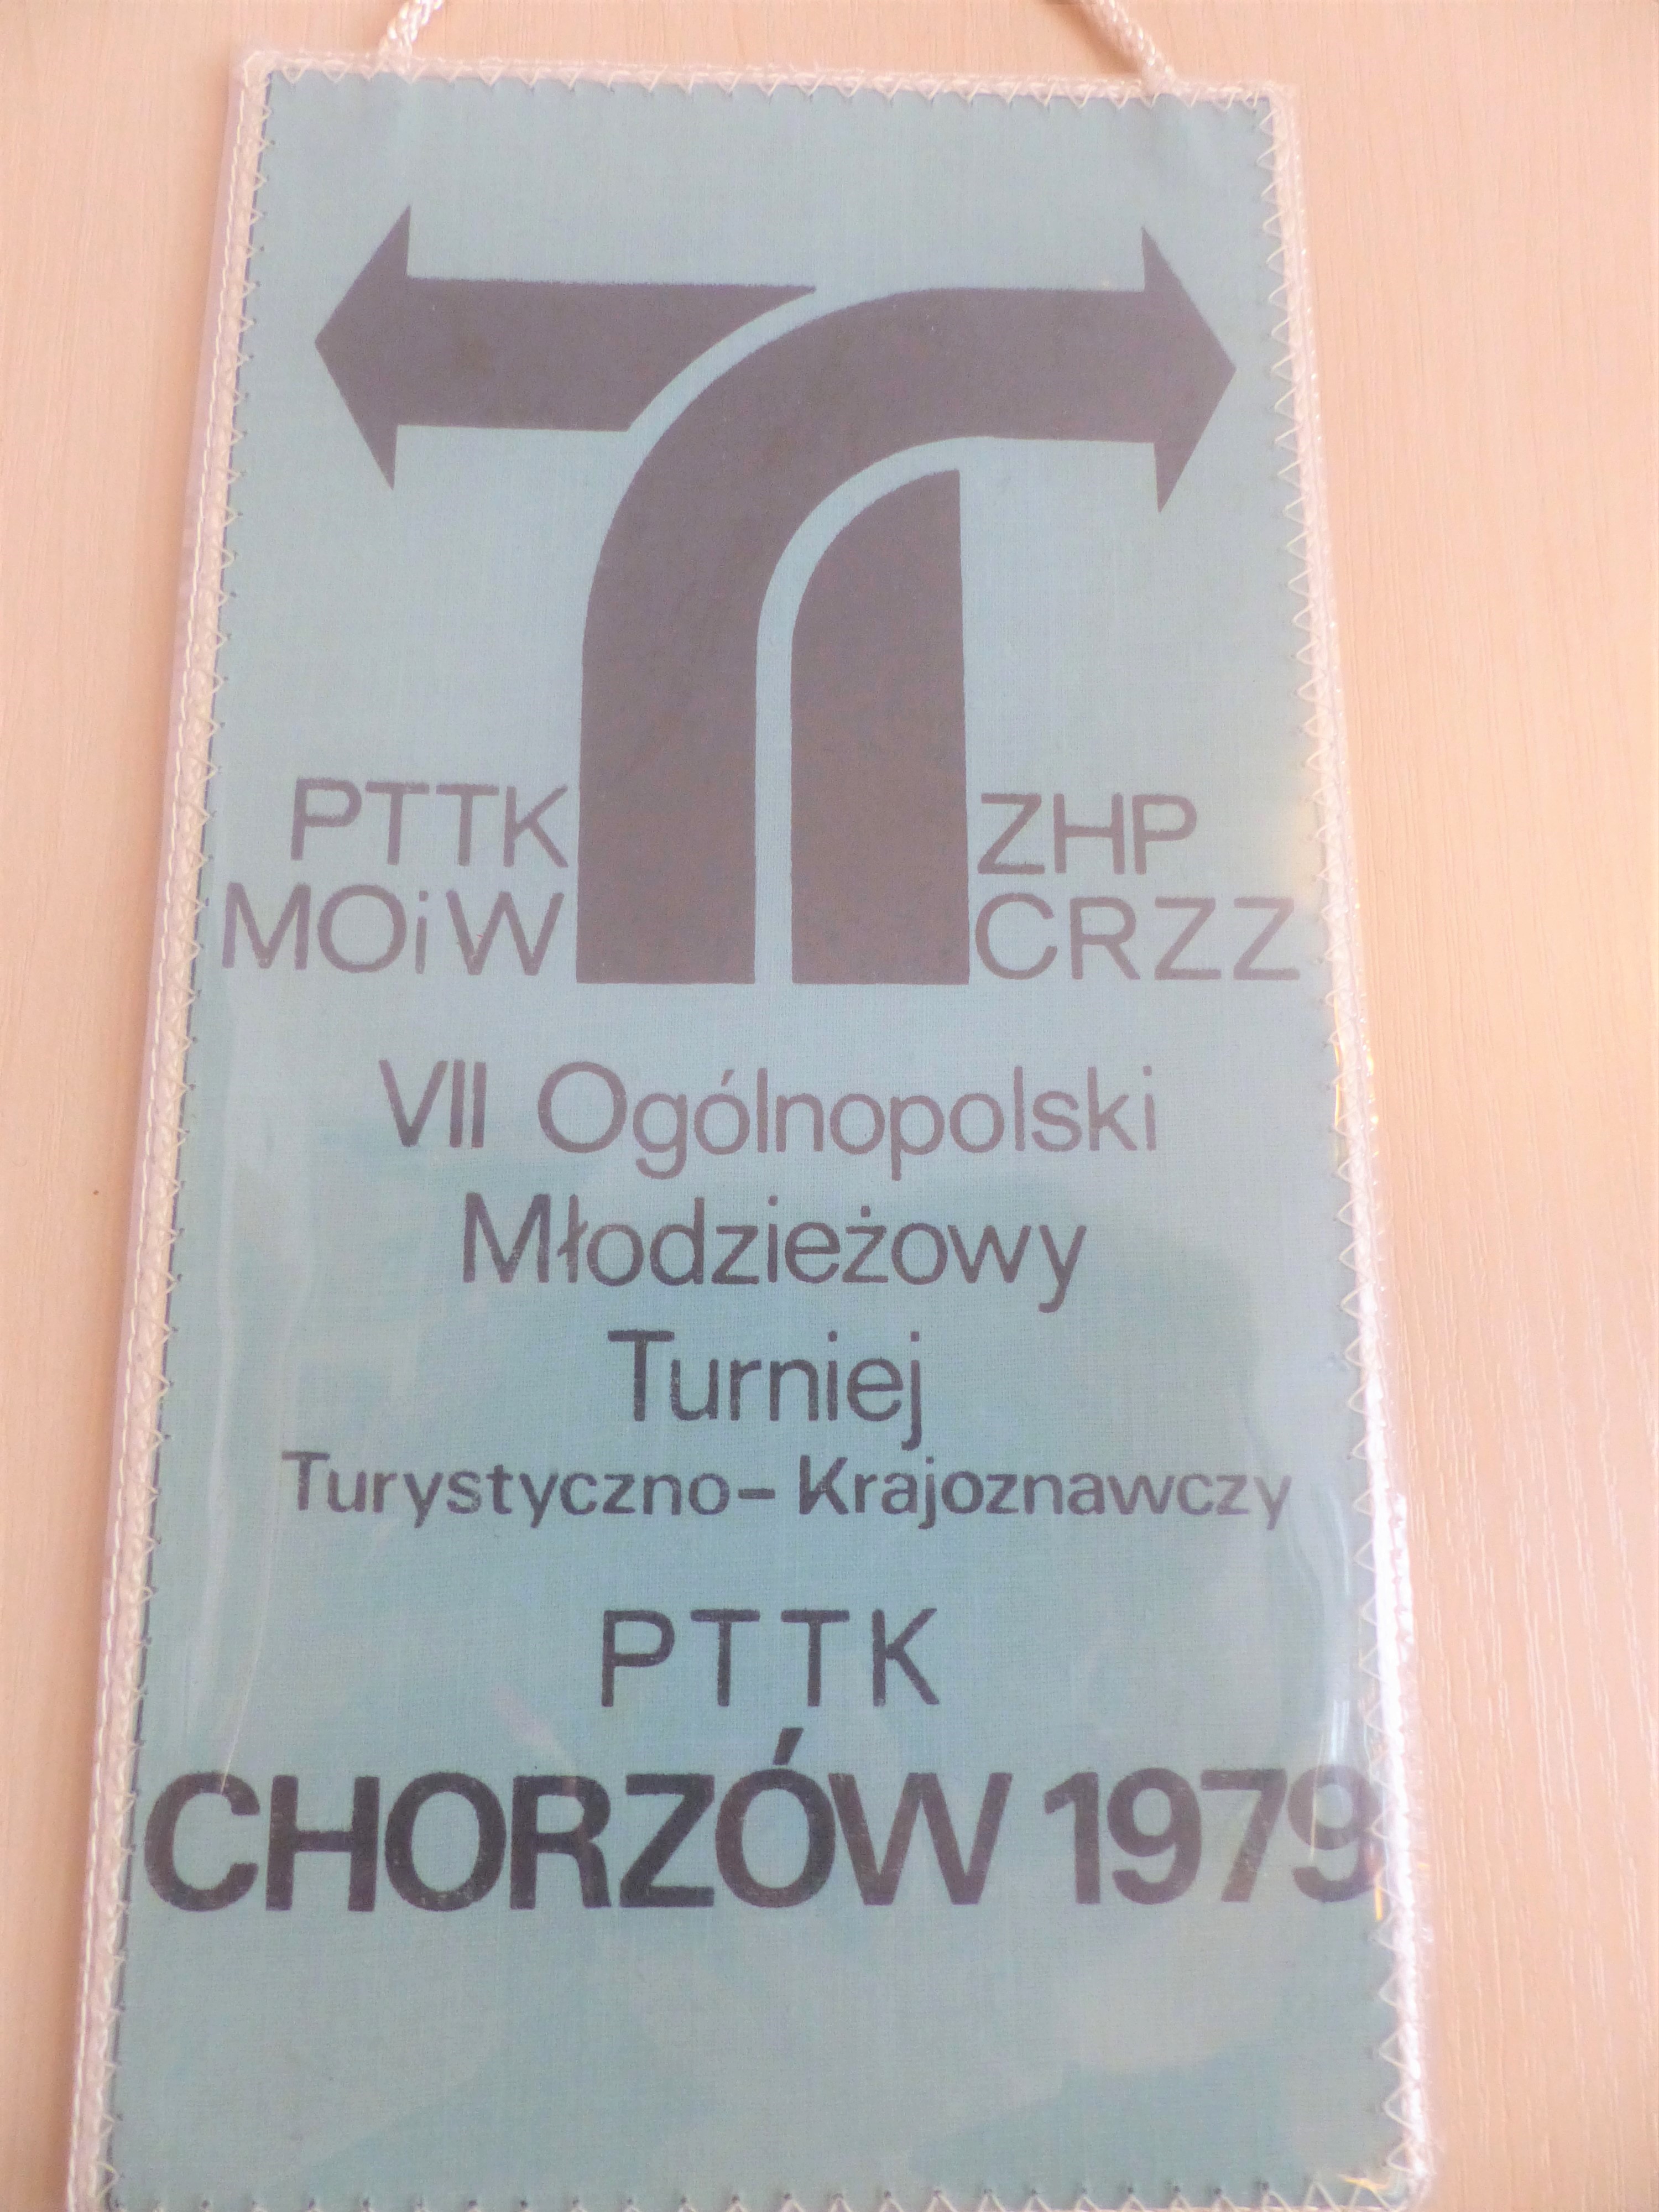 PTTK ZHP
MOiW CRZZ
VII Ogólnopolski
Młodzieżowy
Turniej
Turystyczno-Krajoznawczy
PTTK
CHORZÓW 1979